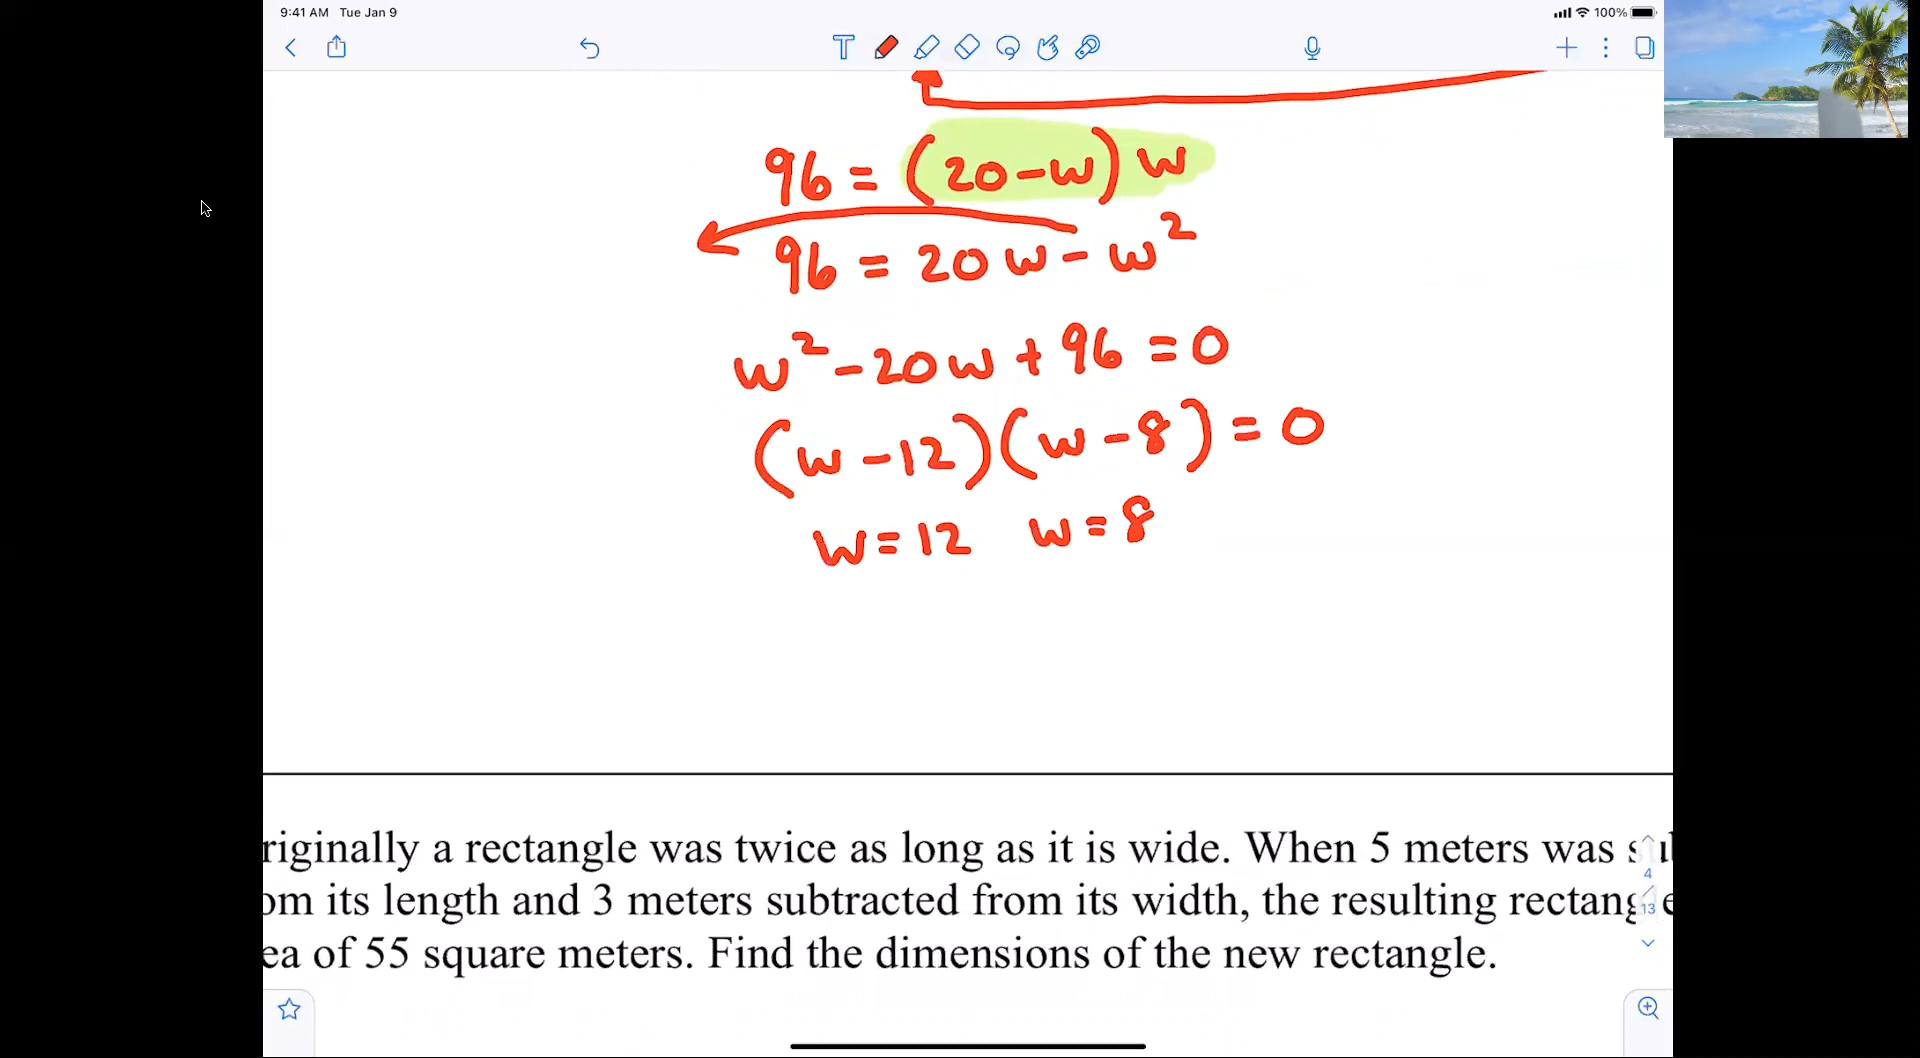 9:41 AM Tue Jan 9 100%
T
96 = (20-w) w
96 = 20w - w²
w² - 20w + 96 = 0
(w - 12)(w - 8) = 0
w = 12 w = 8
riginally a rectangle was twice as long as it is wide. When 5 meters was sub
om its length and 3 meters subtracted from its width, the resulting rectangle
ea of 55 square meters. Find the dimensions of the new rectangle.
4
13